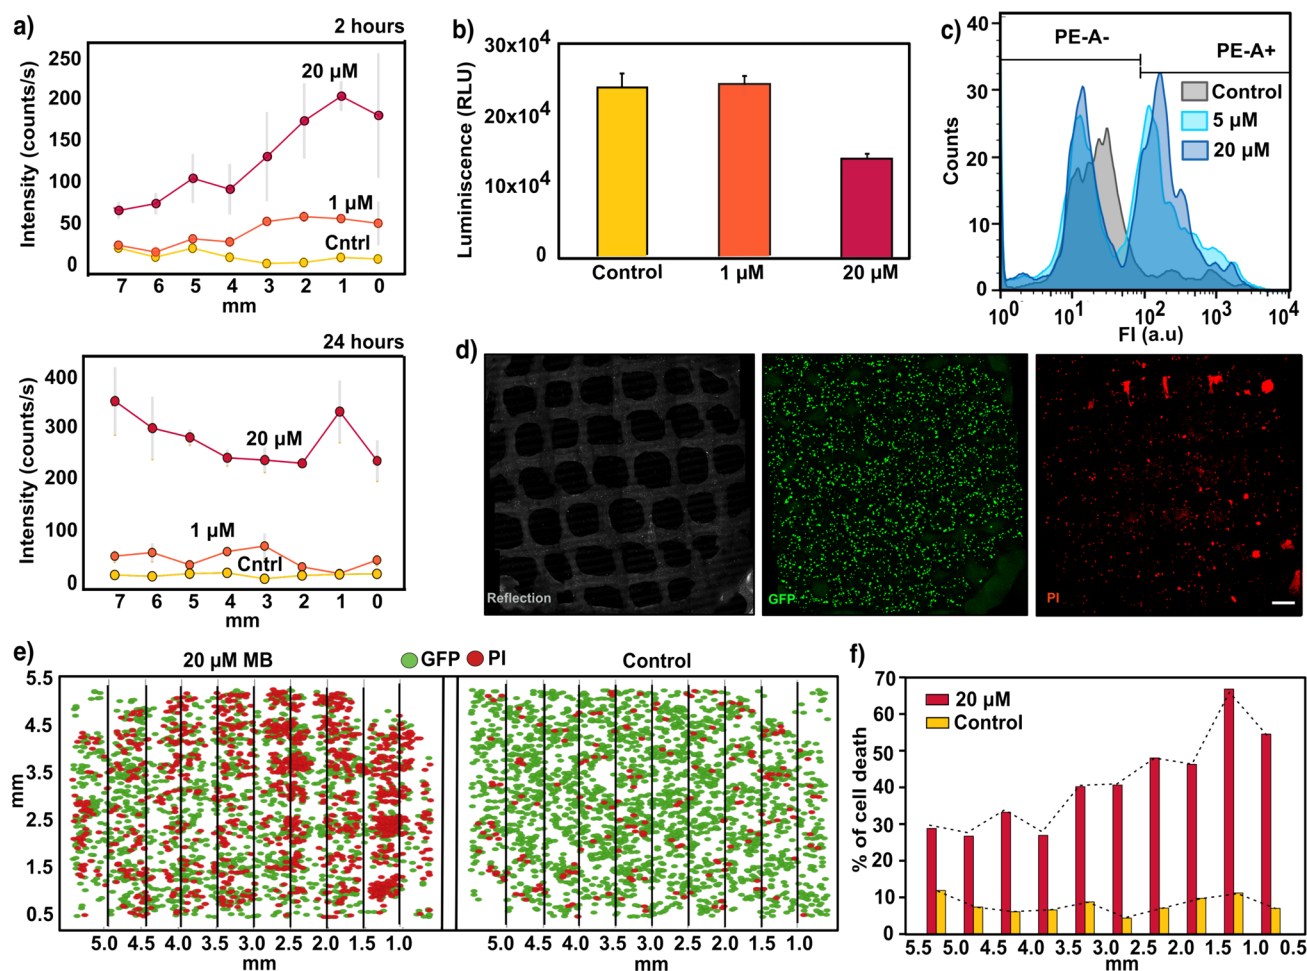 a)
2 hours
250
200
150
100
50
0
Intensity (counts/s)
20 µM
1 µM
Cntrl
7 6 5 4 3 2 1 0
mm
24 hours
400
300
200
100
0
Intensity (counts/s)
20 µM
1 µM
Cntrl
7 6 5 4 3 2 1 0
mm
b)
30x10⁴
20x10⁴
10x10⁴
0
Luminiscence (RLU)
Control 1 µM 20 µM
c)
40
30
20
10
0
Counts
PE-A-
PE-A+
Control
5 µM
20 µM
10⁰ 10¹ 10² 10³ 10⁴
FI (a.u)
d)
Reflection
GFP
PI
e)
20 µM MB
GFP PI
Control
5.5
4.5
3.5
2.5
1.5
0.5
mm
5.0 4.5 4.0 3.5 3.0 2.5 2.0 1.5 1.0
mm
5.0 4.5 4.0 3.5 3.0 2.5 2.0 1.5 1.0
mm
f)
70
60
50
40
30
20
10
0
% of cell death
20 µM
Control
5.5 5.0 4.5 4.0 3.5 3.0 2.5 2.0 1.5 1.0 0.5
mm